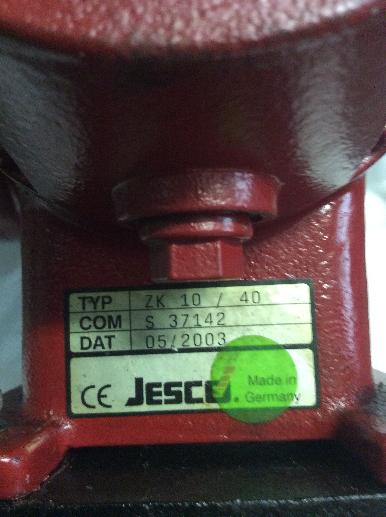 TYP ZK 10 / 40
COM S 37142
DAT 05/2003
CE JESCO. Made in
Germany